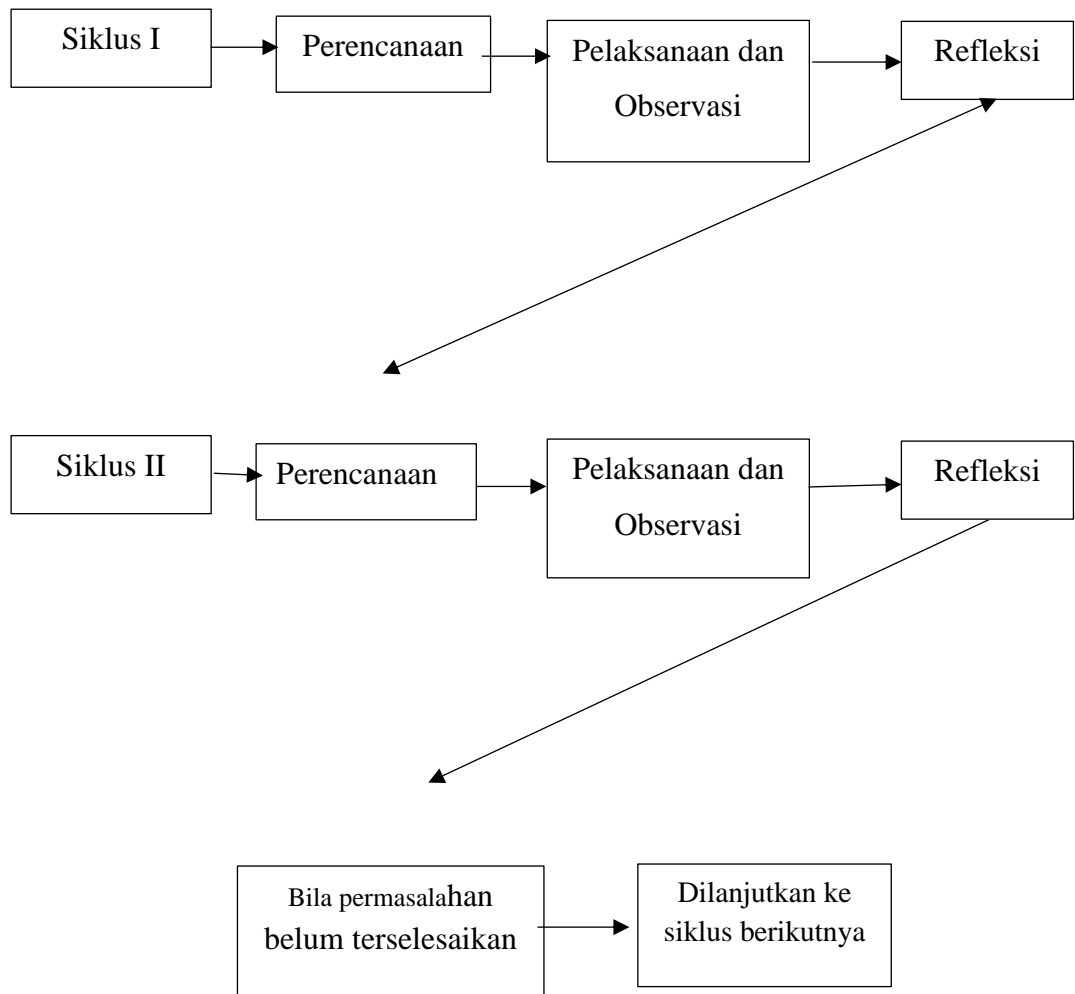 Siklus I
Perencanaan
Pelaksanaan dan
Observasi
Refleksi
Siklus II
Perencanaan
Pelaksanaan dan
Observasi
Refleksi
Bila permasalahan
belum terselesaikan
Dilanjutkan ke
siklus berikutnya